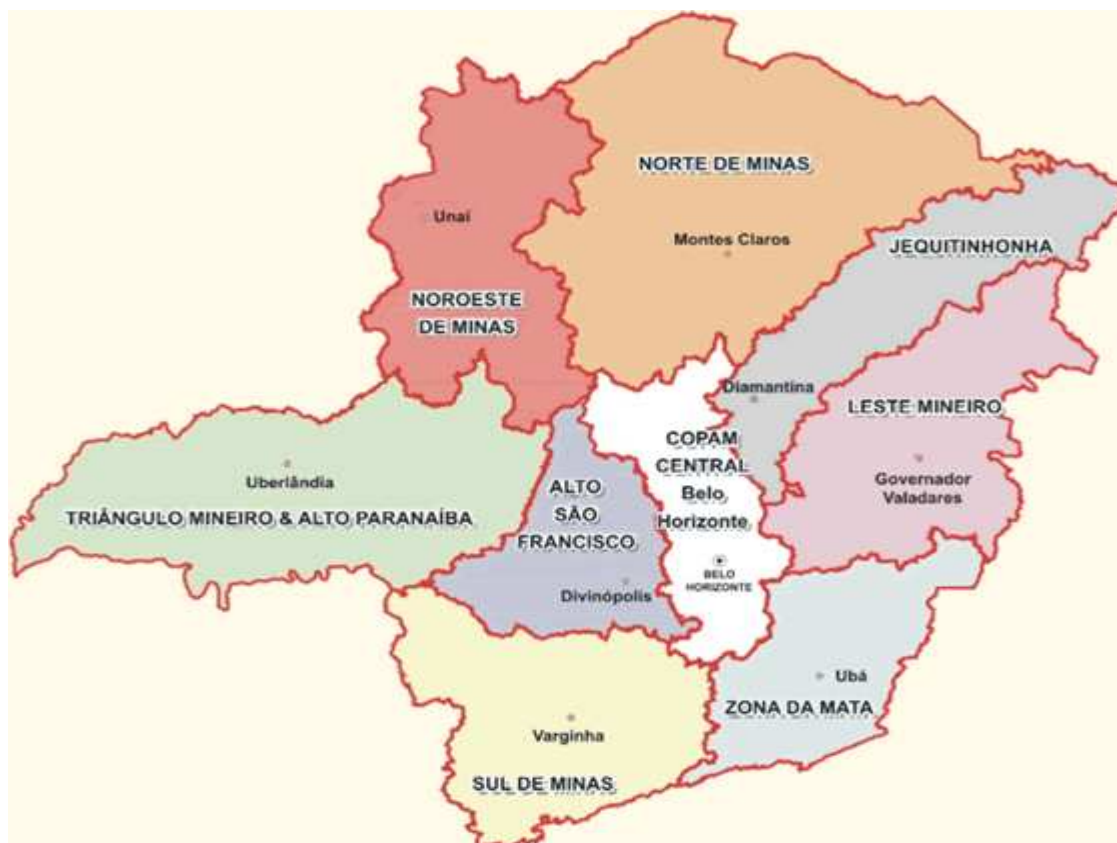 NORTE DE MINAS
Unaí
Montes Claros
JEQUITINHONHA
NOROESTE
DE MINAS
Diamantina
LESTE MINEIRO
COPAM
CENTRAL
Belo
Horizonte
Uberlândia
TRIÂNGULO MINEIRO & ALTO PARANAÍBA
ALTO
SÃO
FRANCISCO
Governador
Valadares
BELO
HORIZONTE
Divinópolis
Ubá
ZONA DA MATA
Varginha
SUL DE MINAS